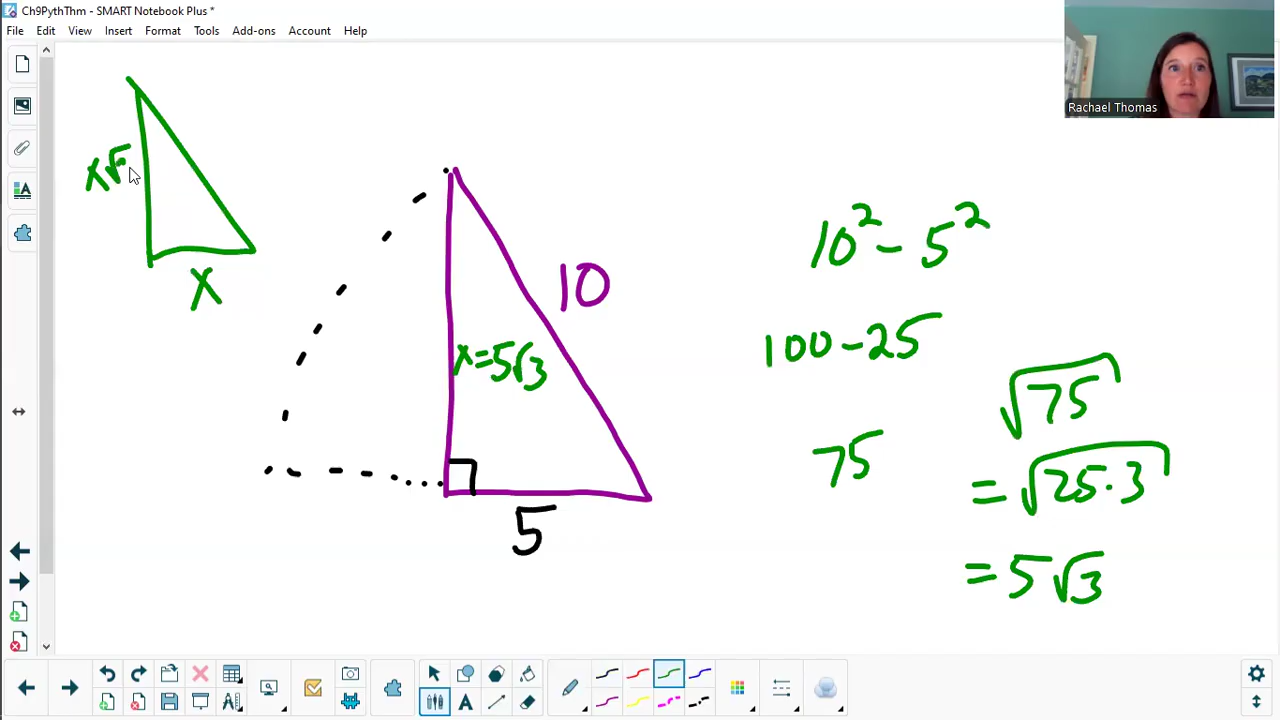 Ch9PythThm - SMART Notebook Plus *
File Edit View Insert Format Tools Add-ons Account Help
Rachael Thomas
x√
x
10
x=5√3
5
10² - 5²
100-25
75
√75
= √25·3
= 5√3